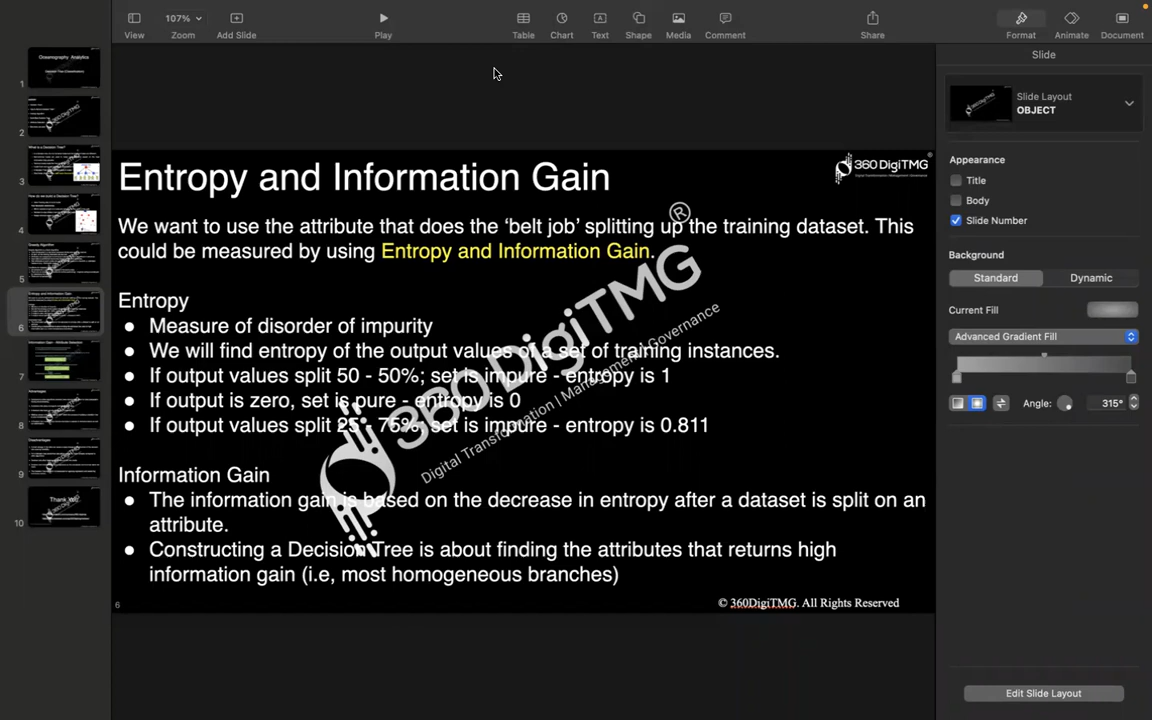 107%
View
Zoom
Add Slide
Play
Table
Chart
Text
Shape
Media
Comment
Share
Format
Animate
Document
Slide
Slide Layout
OBJECT
Appearance
Title
Body
Slide Number
Background
Standard
Dynamic
Current Fill
Advanced Gradient Fill
Angle:
315°
Edit Slide Layout
1
2
3
4
5
6
7
8
9
10
Entropy and Information Gain
360DigiTMG
We want to use the attribute that does the ‘belt job’ splitting up the training dataset. This
could be measured by using Entropy and Information Gain.
Entropy
● Measure of disorder of impurity
● We will find entropy of the output values of a set of training instances.
● If output values split 50 - 50%; set is impure - entropy is 1
● If output is zero, set is pure - entropy is 0
● If output values split 25 - 75%; set is impure - entropy is 0.811
Information Gain
● The information gain is based on the decrease in entropy after a dataset is split on an
attribute.
● Constructing a Decision Tree is about finding the attributes that returns high
information gain (i.e, most homogeneous branches)
6
© 360DigiTMG. All Rights Reserved
360DigiTMG ®
Digital Transformation | Management | Governance